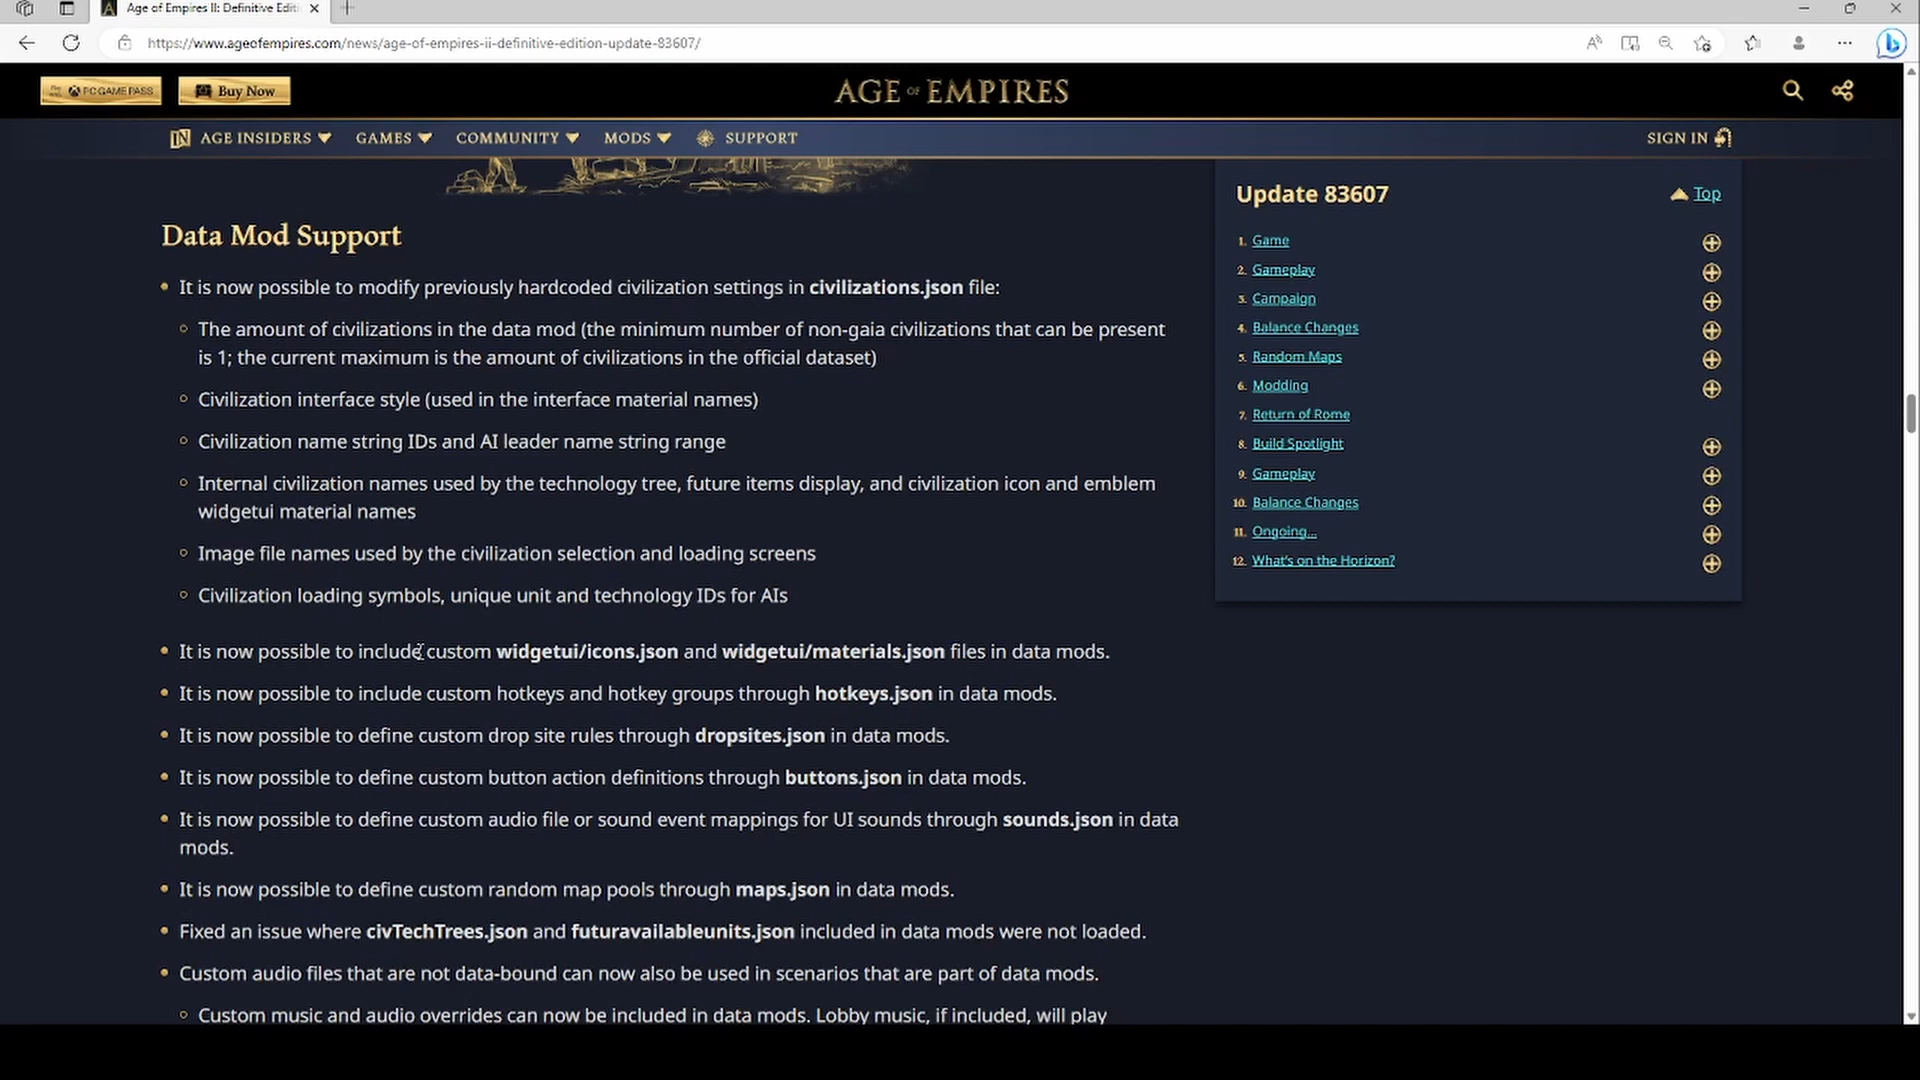 Age of Empires II: Definitive Editi
https://www.ageofempires.com/news/age-of-empires-ii-definitive-edition-update-83607/
PC GAME PASS
Buy Now
AGE OF EMPIRES
AGE INSIDERS
GAMES
COMMUNITY
MODS
SUPPORT
SIGN IN
Data Mod Support
It is now possible to modify previously hardcoded civilization settings in civilizations.json file:
The amount of civilizations in the data mod (the minimum number of non-gaia civilizations that can be present
is 1; the current maximum is the amount of civilizations in the official dataset)
Civilization interface style (used in the interface material names)
Civilization name string IDs and AI leader name string range
Internal civilization names used by the technology tree, future items display, and civilization icon and emblem
widgetui material names
Image file names used by the civilization selection and loading screens
Civilization loading symbols, unique unit and technology IDs for AIs
It is now possible to include custom widgetui/icons.json and widgetui/materials.json files in data mods.
It is now possible to include custom hotkeys and hotkey groups through hotkeys.json in data mods.
It is now possible to define custom drop site rules through dropsites.json in data mods.
It is now possible to define custom button action definitions through buttons.json in data mods.
It is now possible to define custom audio file or sound event mappings for UI sounds through sounds.json in data
mods.
It is now possible to define custom random map pools through maps.json in data mods.
Fixed an issue where civTechTrees.json and futuravailableunits.json included in data mods were not loaded.
Custom audio files that are not data-bound can now also be used in scenarios that are part of data mods.
Custom music and audio overrides can now be included in data mods. Lobby music, if included, will play
Update 83607
Top
1. Game
2. Gameplay
3. Campaign
4. Balance Changes
5. Random Maps
6. Modding
7. Return of Rome
8. Build Spotlight
9. Gameplay
10. Balance Changes
11. Ongoing...
12. What's on the Horizon?